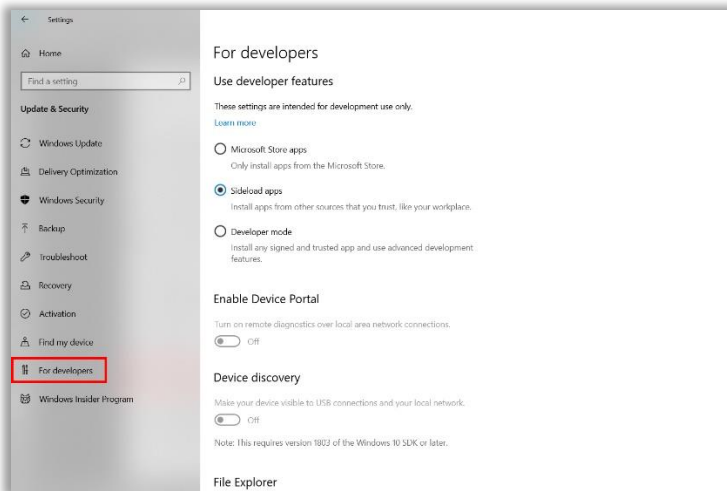 Settings
Home
Find a setting
Update & Security
Windows Update
Delivery Optimization
Windows Security
Backup
Troubleshoot
Recovery
Activation
Find my device
For developers
Windows Insider Program
For developers
Use developer features
These settings are intended for development use only.
Learn more
Microsoft Store apps
Only install apps from the Microsoft Store.
Sideload apps
Install apps from other sources that you trust, like your workplace.
Developer mode
Install any signed and trusted app and use advanced development
features.
Enable Device Portal
Turn on remote diagnostics over local area network connections.
Off
Device discovery
Make your device visible to USB connections and your local network.
Off
Note: This requires version 1803 of the Windows 10 SDK or later.
File Explorer